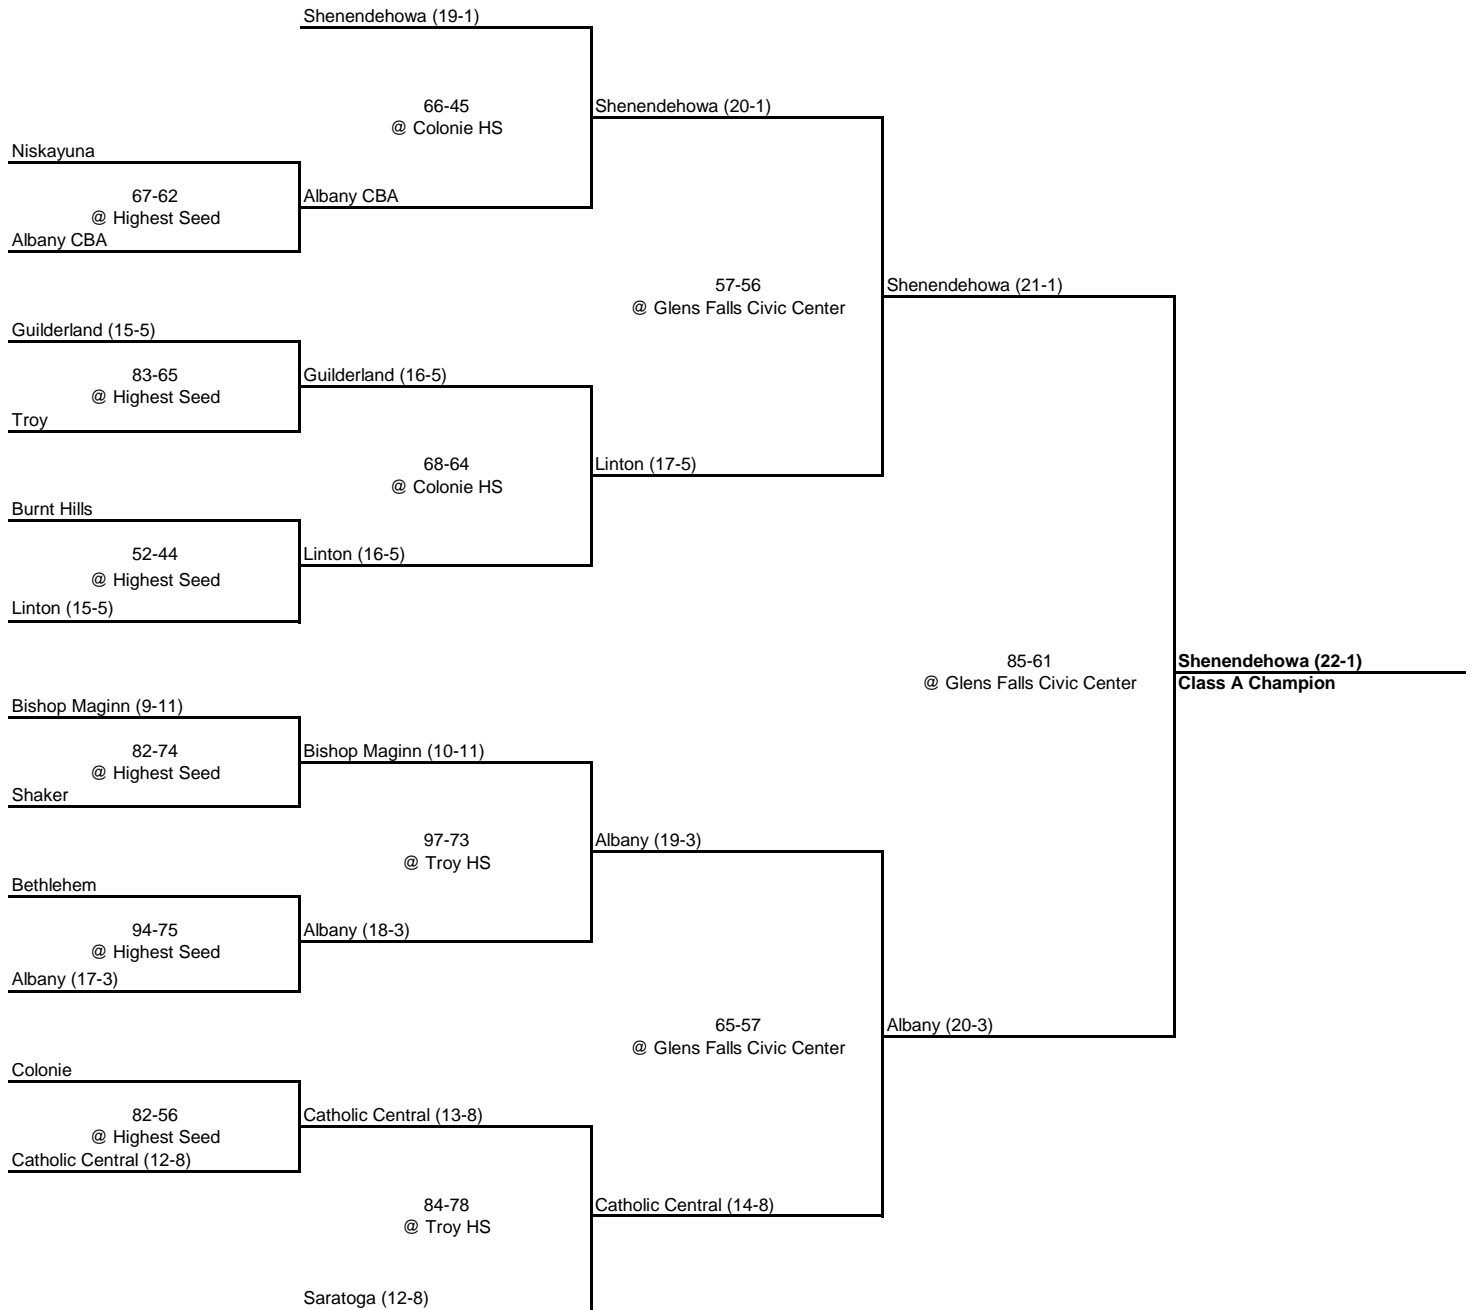 Shenendehowa (19-1)
66-45
@ Colonie HS
Shenendehowa (20-1)
Niskayuna
67-62
@ Highest Seed
Albany CBA
Albany CBA
57-56
@ Glens Falls Civic Center
Shenendehowa (21-1)
Guilderland (15-5)
83-65
@ Highest Seed
Guilderland (16-5)
Troy
68-64
@ Colonie HS
Linton (17-5)
Burnt Hills
52-44
@ Highest Seed
Linton (16-5)
Linton (15-5)
85-61
@ Glens Falls Civic Center
Shenendehowa (22-1)
Class A Champion
Bishop Maginn (9-11)
82-74
@ Highest Seed
Bishop Maginn (10-11)
Shaker
97-73
@ Troy HS
Albany (19-3)
Bethlehem
94-75
@ Highest Seed
Albany (18-3)
Albany (17-3)
65-57
@ Glens Falls Civic Center
Albany (20-3)
Colonie
82-56
@ Highest Seed
Catholic Central (13-8)
Catholic Central (12-8)
84-78
@ Troy HS
Catholic Central (14-8)
Saratoga (12-8)